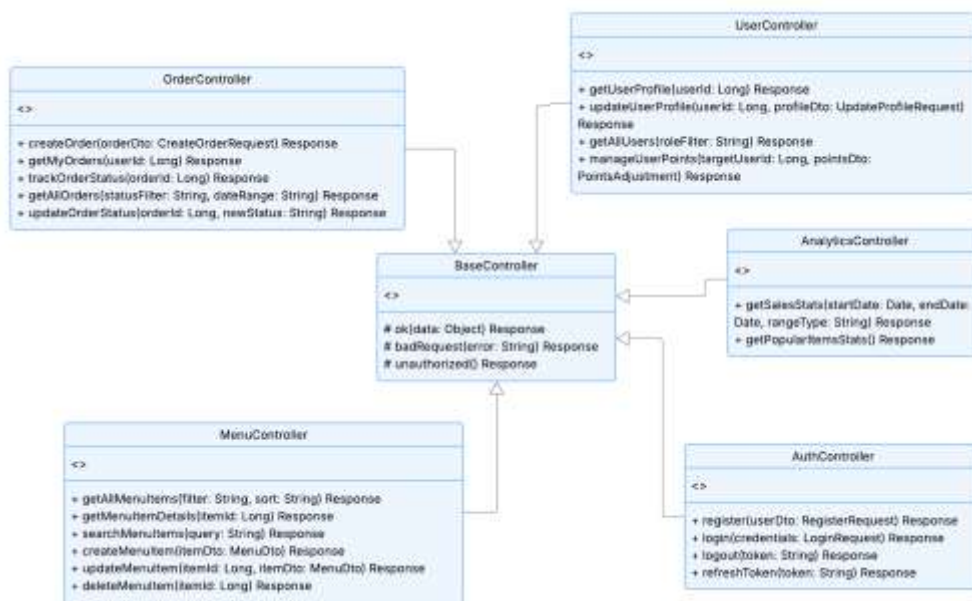 UserController
<>
+ getUserProfile(userId: Long) Response
+ updateUserProfile(userId: Long, profileDto: UpdateProfileRequest)
Response
+ getAllUsers(roleFilter: String) Response
+ manageUserPoints(targetUserId: Long, pointsDto:
PointsAdjustment) Response
OrderController
<>
+ createOrder(orderDto: CreateOrderRequest) Response
+ getMyOrders(userId: Long) Response
+ trackOrderStatus(orderId: Long) Response
+ getAllOrders(statusFilter: String, dateRange: String) Response
+ updateOrderStatus(orderId: Long, newStatus: String) Response
AnalyticsController
<>
+ getSalesStats(startDate: Date, endDate:
Date, rangeType: String) Response
+ getPopularItemsStats() Response
BaseController
<>
# ok(data: Object) Response
# badRequest(error: String) Response
# unauthorized() Response
MenuController
<>
+ getAllMenuItems(filter: String, sort: String) Response
+ getMenuItemDetails(itemId: Long) Response
+ searchMenuItems(query: String) Response
+ createMenuItem(itemDto: MenuDto) Response
+ updateMenuItem(itemId: Long, itemDto: MenuDto) Response
+ deleteMenuItem(itemId: Long) Response
AuthController
<>
+ register(userDto: RegisterRequest) Response
+ login(credentials: LoginRequest) Response
+ logout(token: String) Response
+ refreshToken(token: String) Response